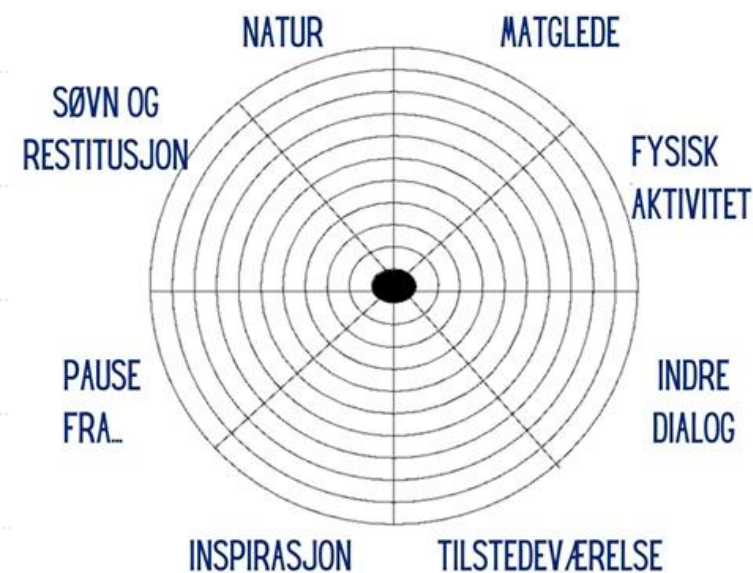 NATUR
MATGLEDE
SØVN OG
RESTITUSJON
FYSISK
AKTIVITET
PAUSE
FRA...
INDRE
DIALOG
INSPIRASJON
TILSTEDEVÆRELSE